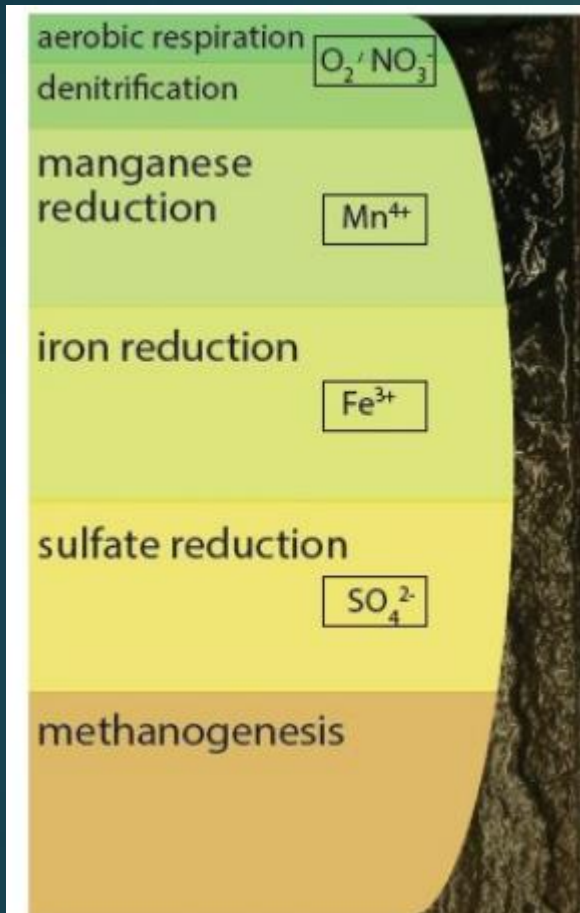 aerobic respiration
O₂/ NO₃⁻
denitrification
manganese
reduction
Mn⁴⁺
iron reduction
Fe³⁺
sulfate reduction
SO₄²⁻
methanogenesis